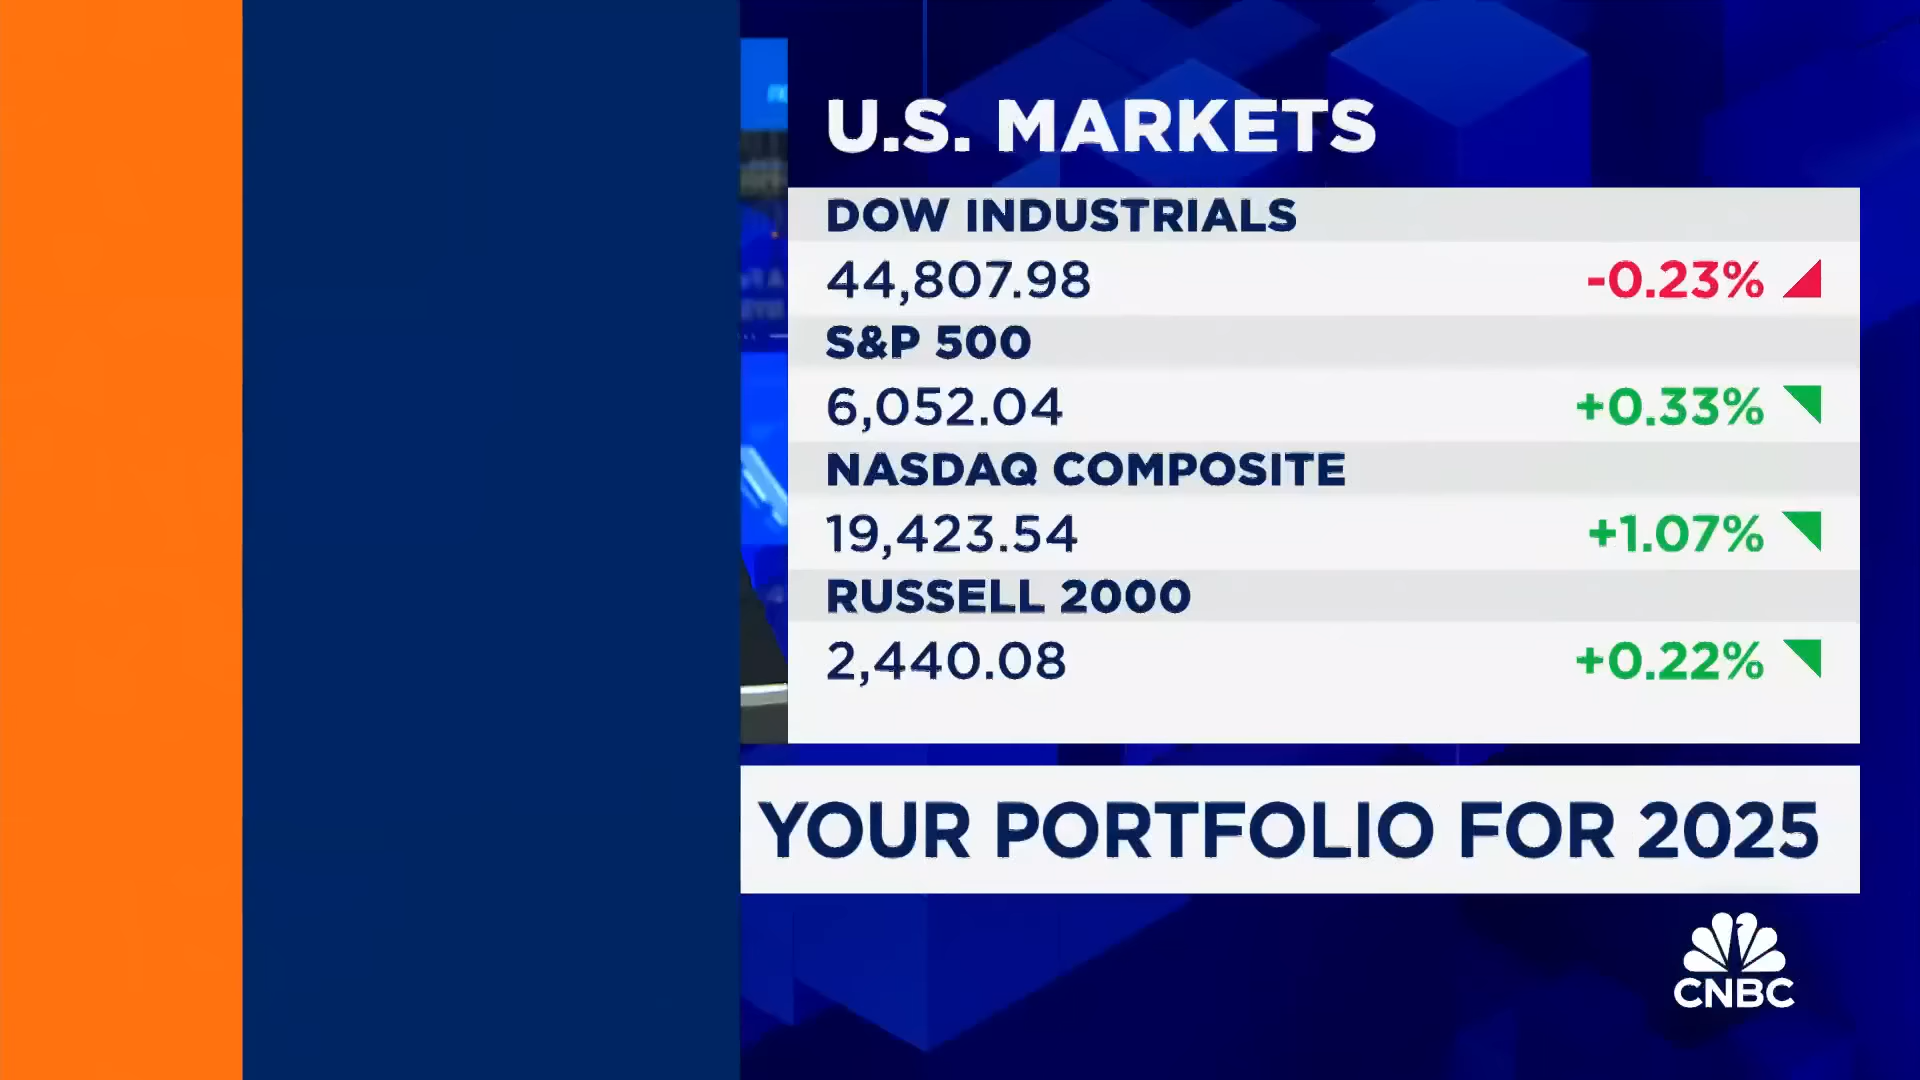 U.S. MARKETS
DOW INDUSTRIALS
44,807.98 -0.23%
S&P 500
6,052.04 +0.33%
NASDAQ COMPOSITE
19,423.54 +1.07%
RUSSELL 2000
2,440.08 +0.22%
YOUR PORTFOLIO FOR 2025
CNBC